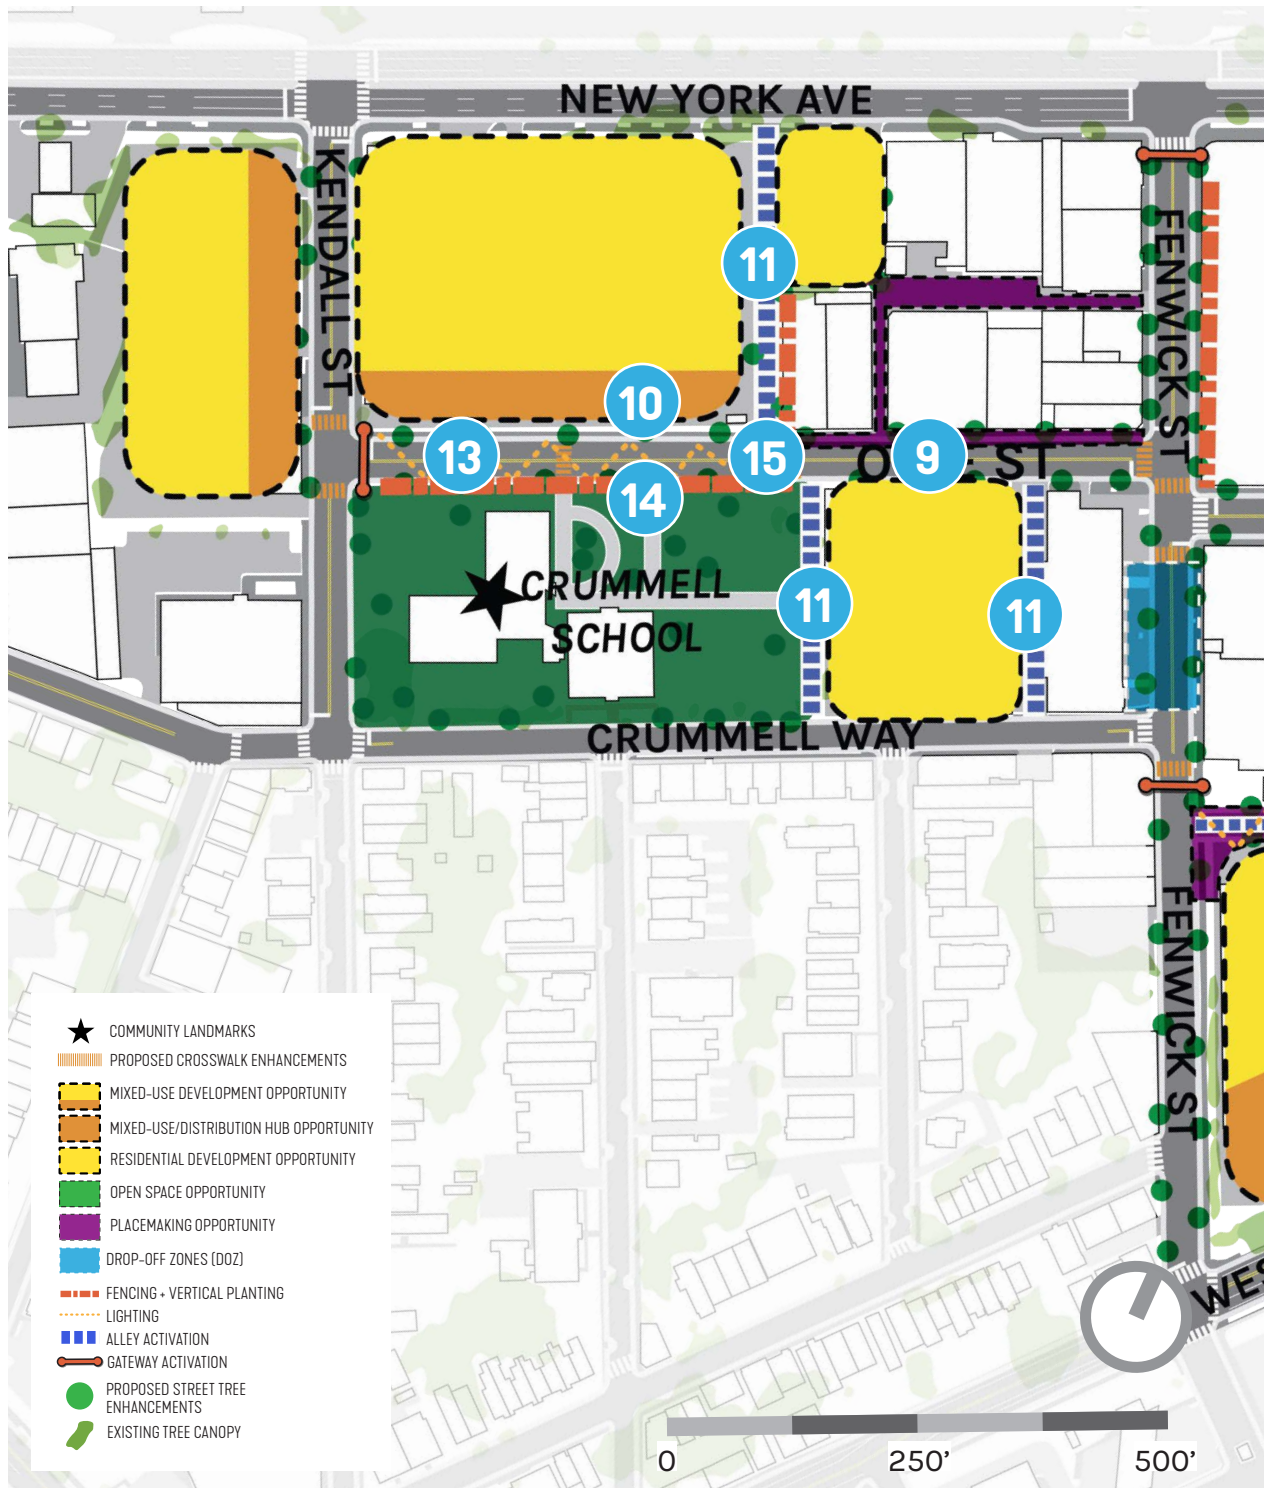 NEW YORK AVE
KENDALL ST
FENWICK ST
11
10
13
15
9
ST
14
CRUMMELL
SCHOOL
11
11
CRUMMELL WAY
FENWICK ST
COMMUNITY LANDMARKS
PROPOSED CROSSWALK ENHANCEMENTS
MIXED-USE DEVELOPMENT OPPORTUNITY
MIXED-USE/DISTRIBUTION HUB OPPORTUNITY
RESIDENTIAL DEVELOPMENT OPPORTUNITY
OPEN SPACE OPPORTUNITY
PLACEMAKING OPPORTUNITY
DROP-OFF ZONES (DOZ)
FENCING + VERTICAL PLANTING
LIGHTING
ALLEY ACTIVATION
GATEWAY ACTIVATION
PROPOSED STREET TREE
ENHANCEMENTS
EXISTING TREE CANOPY
WES
0 250' 500'